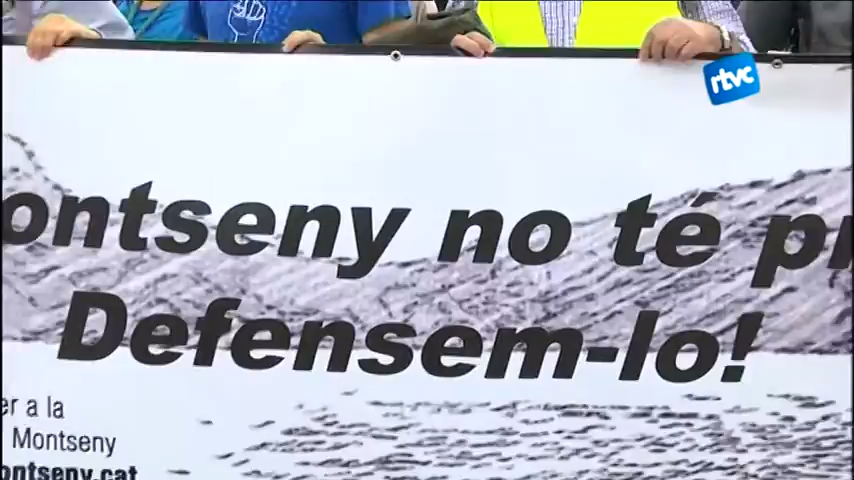 rtvc
ontseny no té p
Defensem-lo!
er a la
Montseny
ontseny.cat